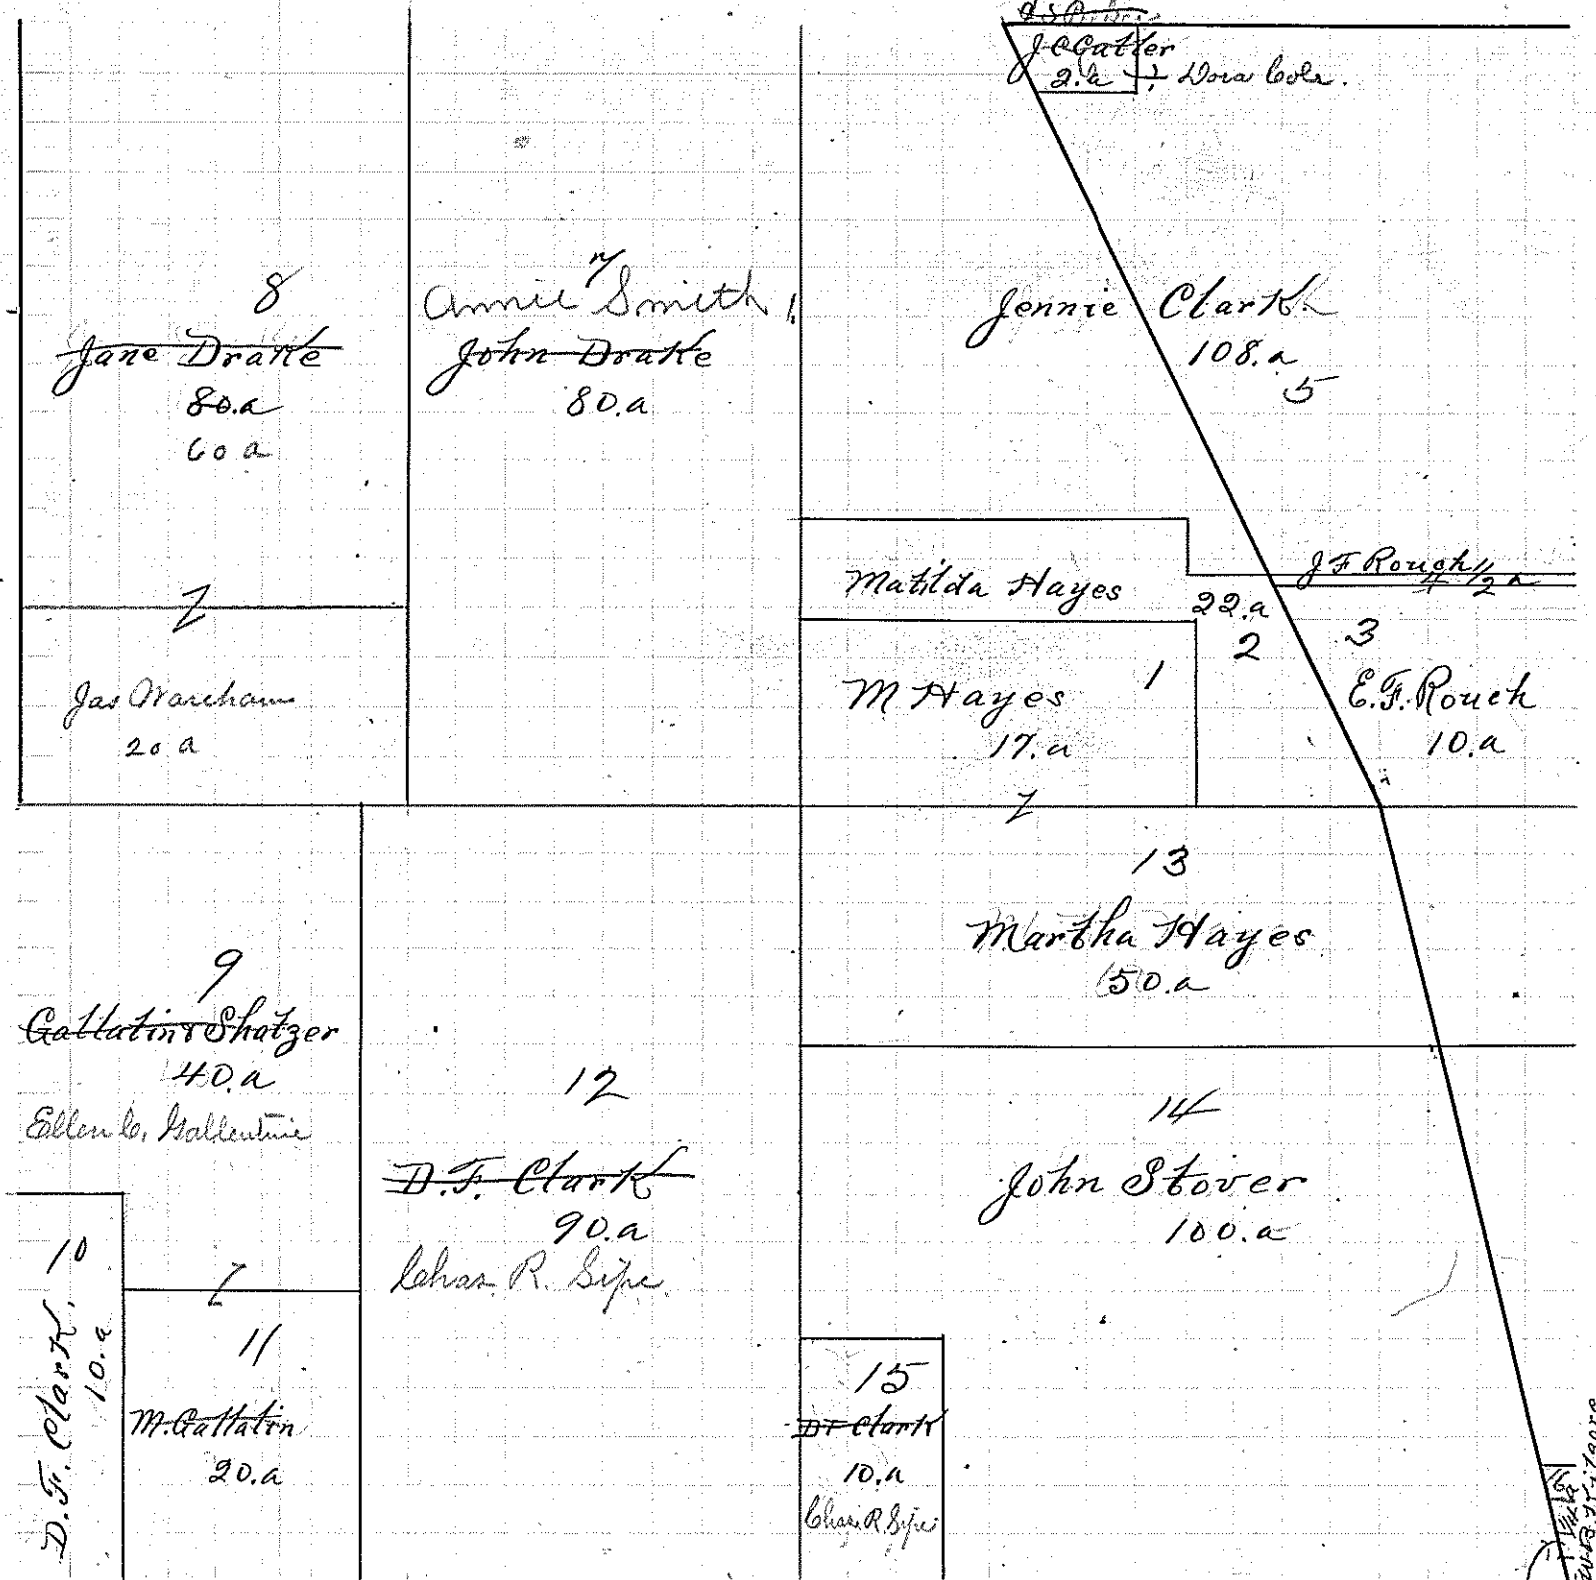 J C Gatler
2.a
Dora Cole.
8
Jane Drake
80.a
60 a
7
Annie Smith
John Drake
80.a
Jennie Clark.
108.a
5
Matilda Hayes
22.a
2
J F Rouch
1/2 a
3
E.F. Rouch
10.a
Z
Jas Wareham
20 a
M Hayes
1
17.a
Z
13
Martha Hayes
50.a
9
Gallatin & Shatzer
40.a
Ellen C. Gallentine
12
D.F. Clark
90.a
Chas. R. Sipe.
14
John Stover
100.a
10
D.F. Clark.
10.a
Z
11
M. Gallatin
20.a
15
DF Clark
10.a
Chas. R Sipe
16